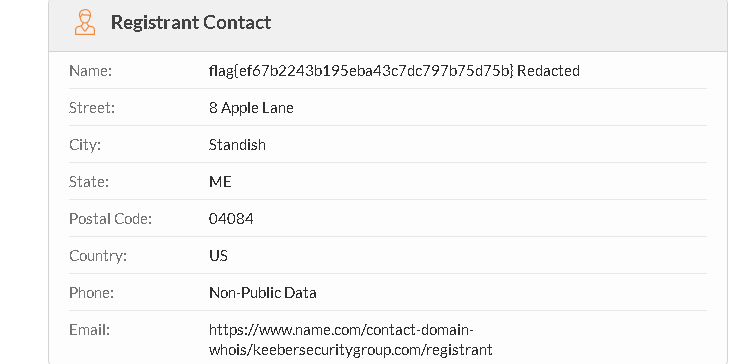 Registrant Contact
Name: flag{ef67b2243b195eba43c7dc797b75d75b} Redacted
Street: 8 Apple Lane
City: Standish
State: ME
Postal Code: 04084
Country: US
Phone: Non-Public Data
Email: https://www.name.com/contact-domain-
whois/keebersecuritygroup.com/registrant